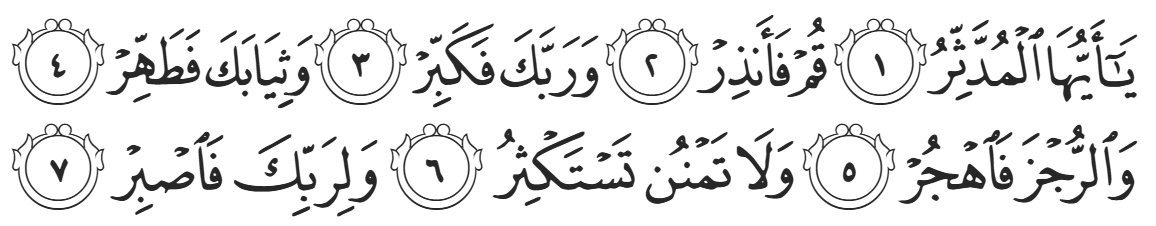 يَٰٓأَيُّهَا ٱلْمُدَّثِّرُ ١ قُمْ فَأَنذِرْ ٢ وَرَبَّكَ فَكَبِّرْ ٣ وَثِيَابَكَ فَطَهِّرْ ٤
وَٱلرُّجْزَ فَٱهْجُرْ ٥ وَلَا تَمْنُن تَسْتَكْثِرُ ٦ وَلِرَبِّكَ فَٱصْبِرْ ٧